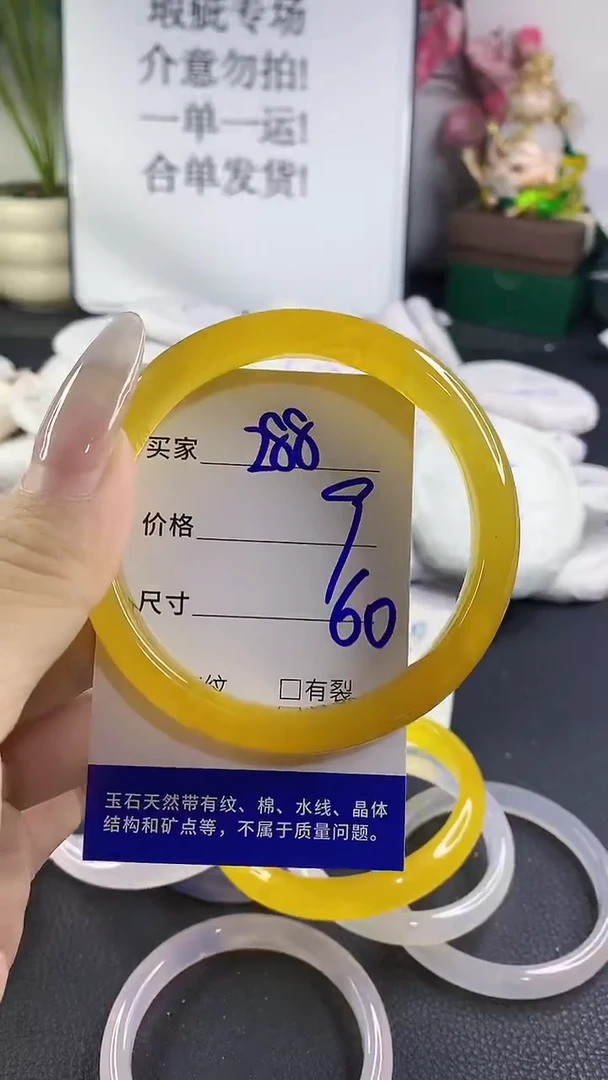 瑕疵专场
介意勿拍!
一单一运!
合单发货!
买家 288
价格
9
尺寸 60
纹 □有裂
玉石天然带有纹、棉、水线、晶体
结构和矿点等，不属于质量问题。